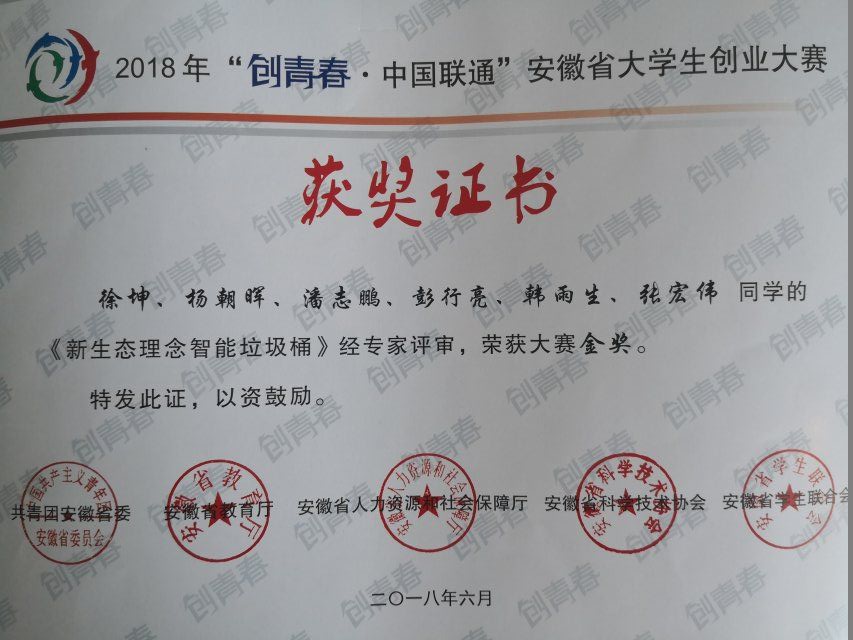 2018年“创青春·中国联通”安徽省大学生创业大赛
获奖证书
徐坤、杨朝晖、潘志鹏、彭行亮、韩雨生、张宏伟 同学的
《新生态理念智能垃圾桶》经专家评审，荣获大赛金奖。
特发此证，以资鼓励。
共青团安徽省委 安徽省教育厅 安徽省人力资源和社会保障厅 安徽省科学技术协会 安徽省学生联合会
二〇一八年六月